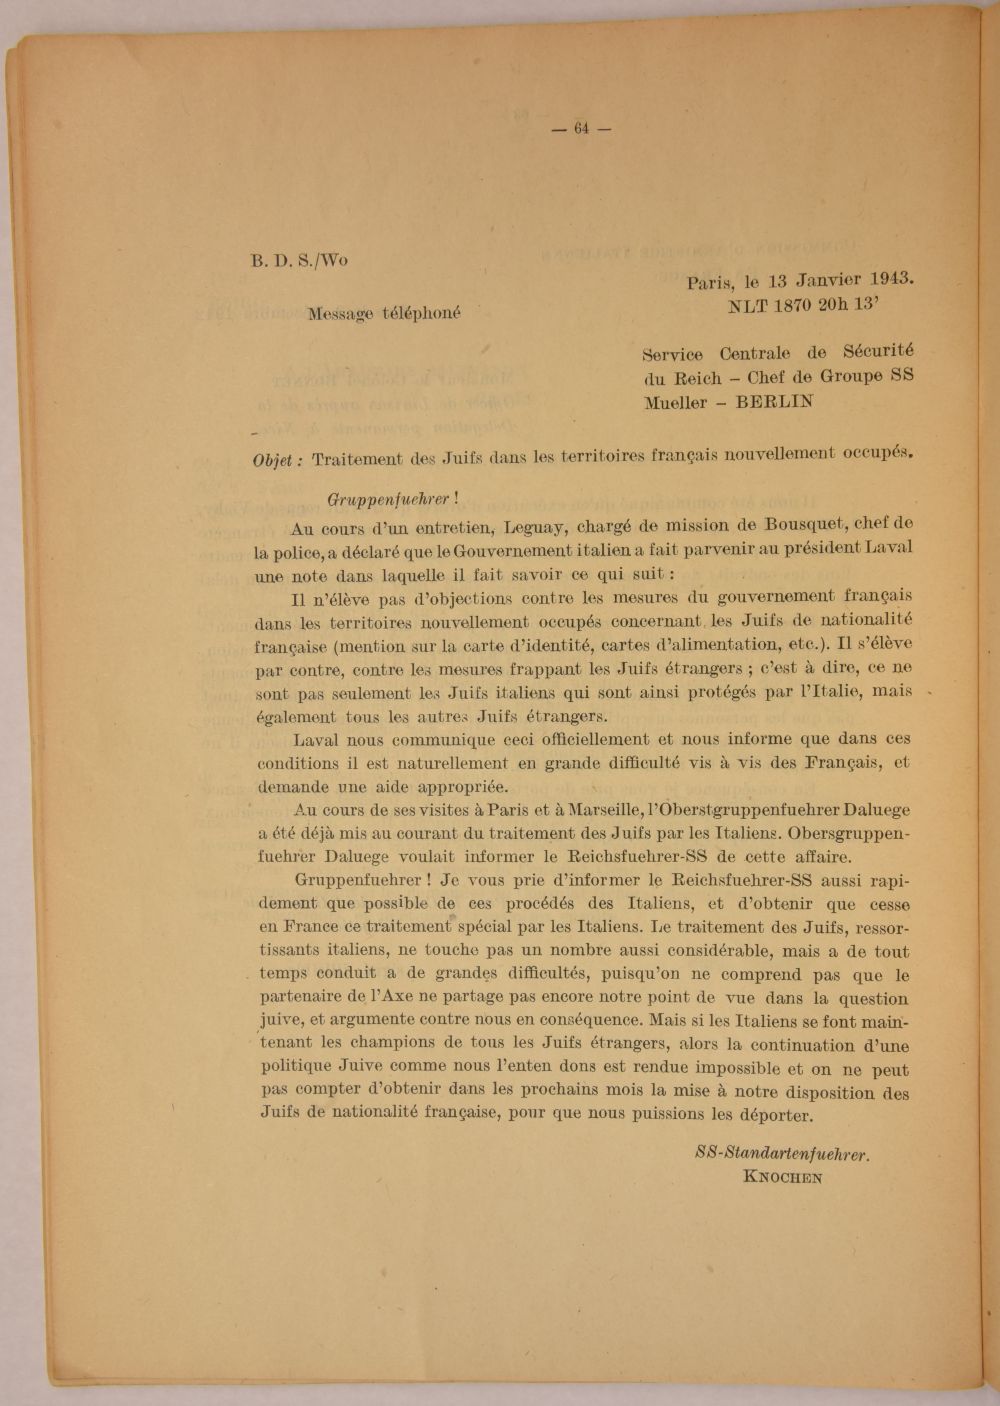 — 64 —
B. D. S./Wo
Paris, le 13 Janvier 1943.
NLT 1870 20h 13'
Message téléphoné
Service Centrale de Sécurité
du Reich – Chef de Groupe SS
Mueller – BERLIN
Objet : Traitement des Juifs dans les territoires français nouvellement occupés.
Gruppenfuehrer !
Au cours d'un entretien, Leguay, chargé de mission de Bousquet, chef de
la police, a déclaré que le Gouvernement italien a fait parvenir au président Laval
une note dans laquelle il fait savoir ce qui suit :
Il n'élève pas d'objections contre les mesures du gouvernement français
dans les territoires nouvellement occupés concernant les Juifs de nationalité
française (mention sur la carte d'identité, cartes d'alimentation, etc.). Il s'élève
par contre, contre les mesures frappant les Juifs étrangers ; c'est à dire, ce ne
sont pas seulement les Juifs italiens qui sont ainsi protégés par l'Italie, mais
également tous les autres Juifs étrangers.
Laval nous communique ceci officiellement et nous informe que dans ces
conditions il est naturellement en grande difficulté vis à vis des Français, et
demande une aide appropriée.
Au cours de ses visites à Paris et à Marseille, l'Oberstgruppenfuehrer Daluege
a été déjà mis au courant du traitement des Juifs par les Italiens. Obersgruppen-
fuehrer Daluege voulait informer le Reichsfuehrer-SS de cette affaire.
Gruppenfuehrer ! Je vous prie d'informer le Reichsfuehrer-SS aussi rapi-
dement que possible de ces procédés des Italiens, et d'obtenir que cesse
en France ce traitement spécial par les Italiens. Le traitement des Juifs, ressor-
tissants italiens, ne touche pas un nombre aussi considérable, mais a de tout
temps conduit a de grandes difficultés, puisqu'on ne comprend pas que le
partenaire de l'Axe ne partage pas encore notre point de vue dans la question
juive, et argumente contre nous en conséquence. Mais si les Italiens se font main-
tenant les champions de tous les Juifs étrangers, alors la continuation d'une
politique Juive comme nous l'enten dons est rendue impossible et on ne peut
pas compter d'obtenir dans les prochains mois la mise à notre disposition des
Juifs de nationalité française, pour que nous puissions les déporter.
SS-Standartenfuehrer.
KNOCHEN